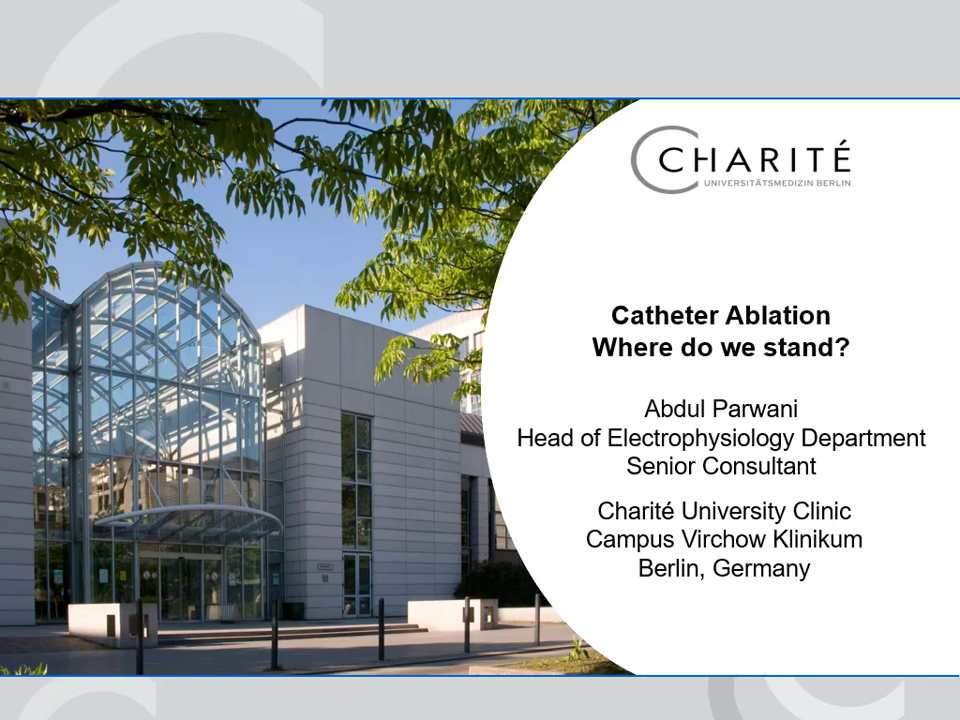 CHARITÉ
UNIVERSITÄTSMEDIZIN BERLIN
Catheter Ablation
Where do we stand?
Abdul Parwani
Head of Electrophysiology Department
Senior Consultant
Charité University Clinic
Campus Virchow Klinikum
Berlin, Germany